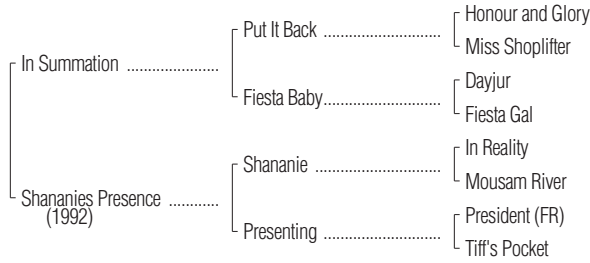 Honour and Glory
Put It Back ..................................
Miss Shoplifter
In Summation ......................
Dayjur
Fiesta Baby............................
Fiesta Gal
In Reality
Shananie ..............................
Mousam River
Shananies Presence ............
(1992)
President (FR)
Presenting .............................
Tiff's Pocket